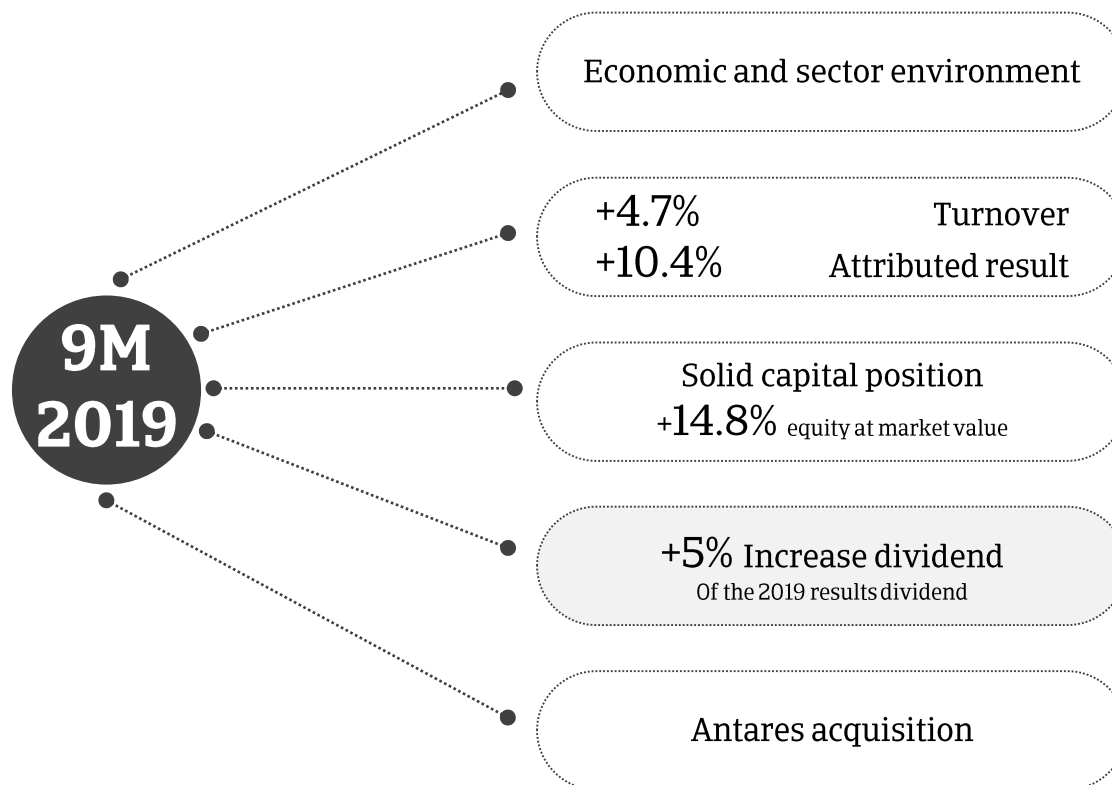 9M
2019
Economic and sector environment
+4.7% Turnover
+10.4% Attributed result
Solid capital position
+14.8% equity at market value
+5% Increase dividend
Of the 2019 results dividend
Antares acquisition